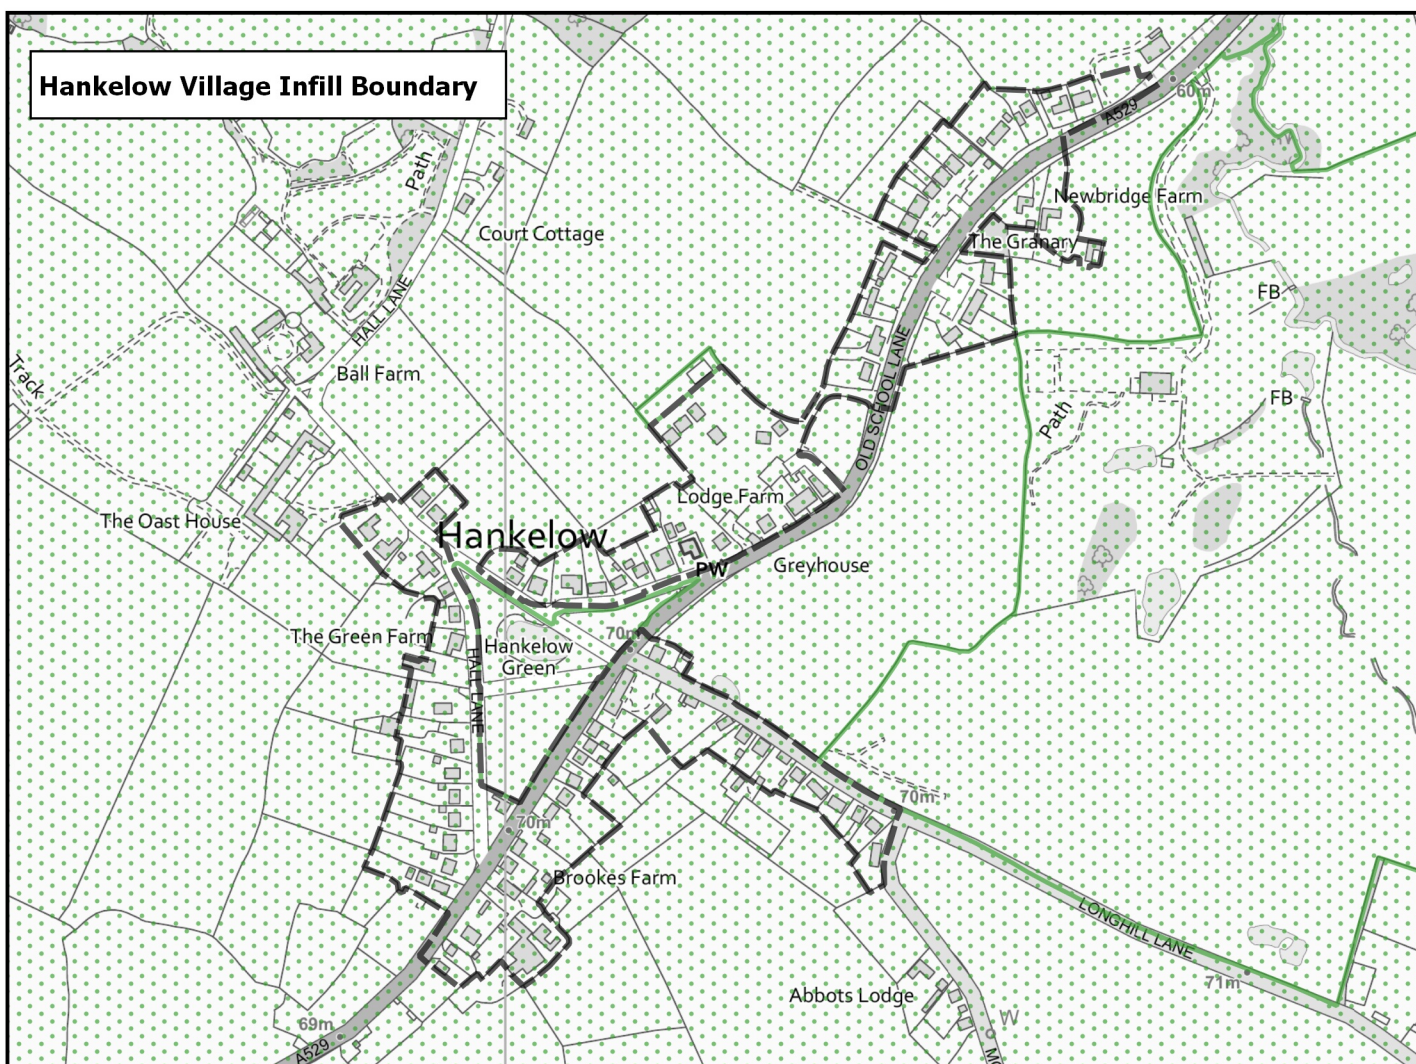 Hankelow Village Infill Boundary
60m
A529
Path
Newbridge Farm
Court Cottage
The Granary
HALL LANE
FB
Track
Ball Farm
OLD SCHOOL LANE
Path
FB
Lodge Farm
The Oast House
Hankelow
PW
Greyhouse
The Green Farm
70m
Hankelow
Green
HALL LANE
70m
70m
Brookes Farm
LONGHILL LANE
71m
Abbots Lodge
W
69m
A529